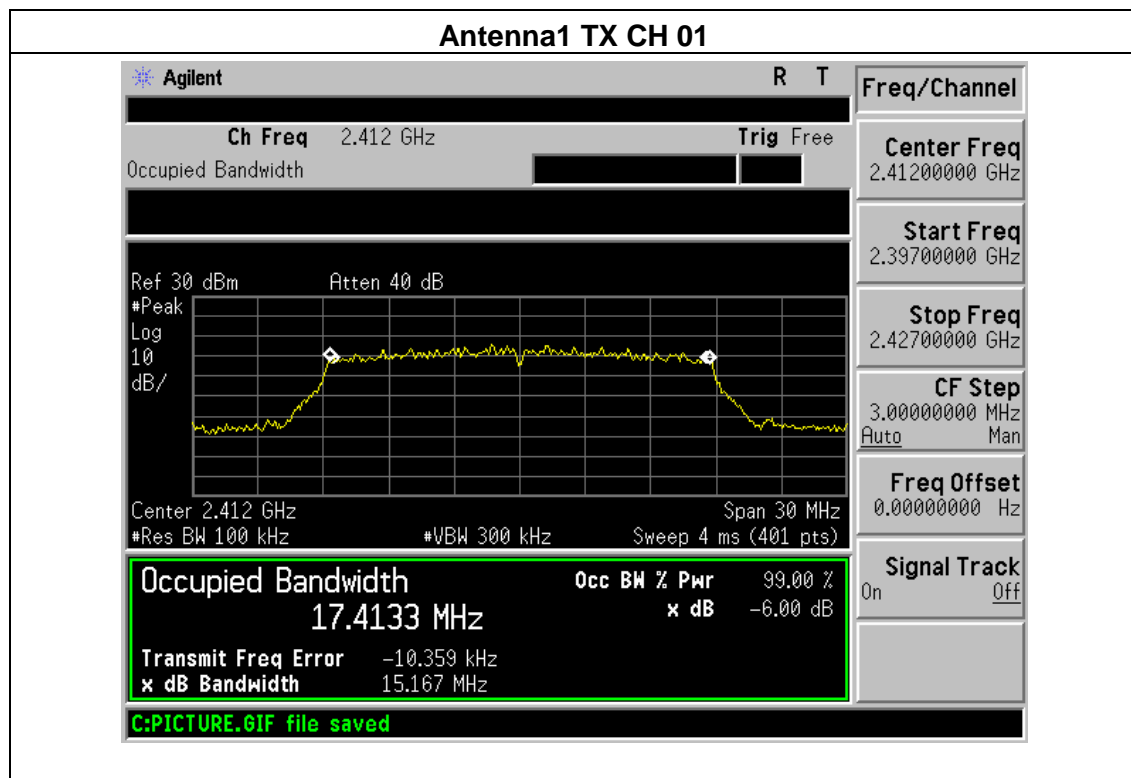 Antenna1 TX CH 01
Agilent R T
Ch Freq 2.412 GHz Trig Free
Occupied Bandwidth
Ref 30 dBm Atten 40 dB
#Peak
Log
10
dB/
Center 2.412 GHz Span 30 MHz
#Res BW 100 kHz #VBW 300 kHz Sweep 4 ms (401 pts)
Occupied Bandwidth Occ BW % Pwr 99.00 %
17.4133 MHz x dB -6.00 dB
Transmit Freq Error -10.359 kHz
x dB Bandwidth 15.167 MHz
C:PICTURE.GIF file saved
Freq/Channel
Center Freq
2.41200000 GHz
Start Freq
2.39700000 GHz
Stop Freq
2.42700000 GHz
CF Step
3.00000000 MHz
Auto Man
Freq Offset
0.00000000 Hz
Signal Track
On Off